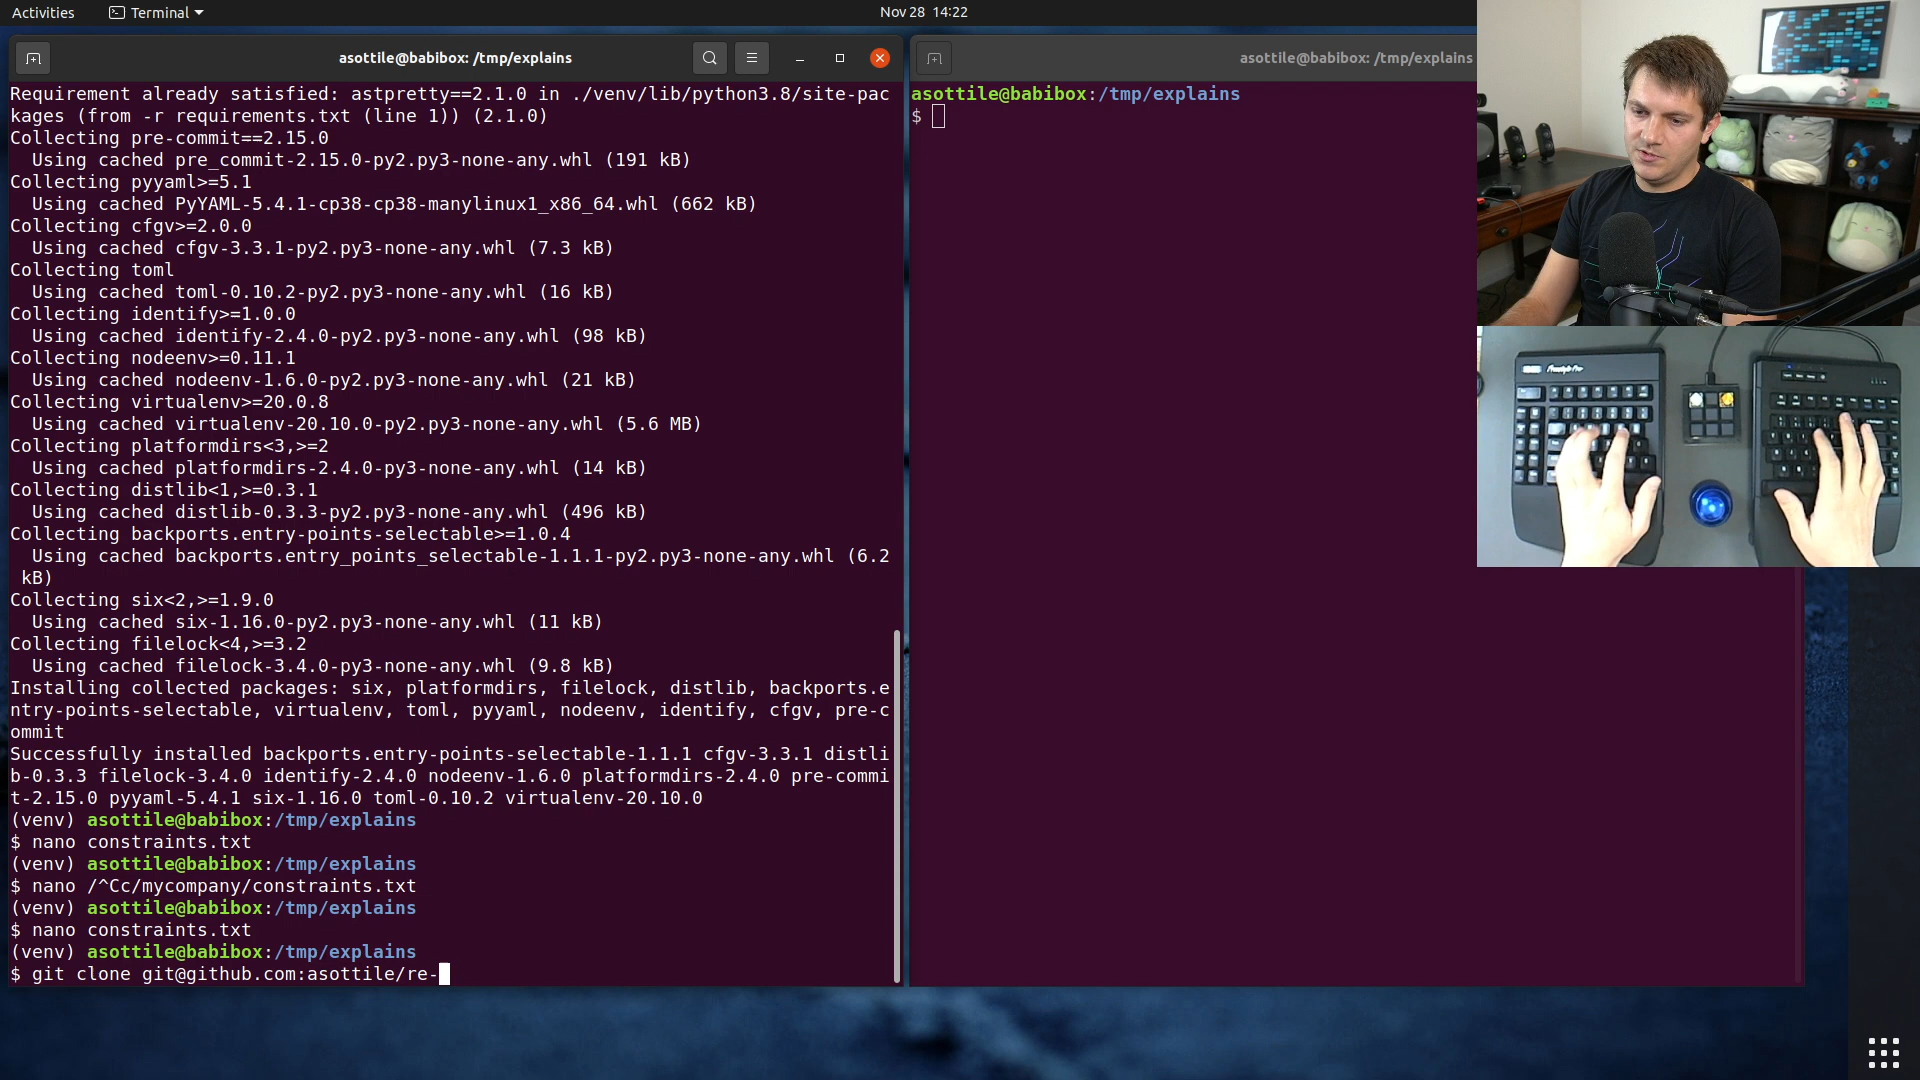 Activities
Terminal
Nov 28 14:22
asottile@babibox: /tmp/explains
Requirement already satisfied: astpretty==2.1.0 in ./venv/lib/python3.8/site-pac
kages (from -r requirements.txt (line 1)) (2.1.0)
Collecting pre-commit==2.15.0
  Using cached pre_commit-2.15.0-py2.py3-none-any.whl (191 kB)
Collecting pyyaml>=5.1
  Using cached PyYAML-5.4.1-cp38-cp38-manylinux1_x86_64.whl (662 kB)
Collecting cfgv>=2.0.0
  Using cached cfgv-3.3.1-py2.py3-none-any.whl (7.3 kB)
Collecting toml
  Using cached toml-0.10.2-py2.py3-none-any.whl (16 kB)
Collecting identify>=1.0.0
  Using cached identify-2.4.0-py2.py3-none-any.whl (98 kB)
Collecting nodeenv>=0.11.1
  Using cached nodeenv-1.6.0-py2.py3-none-any.whl (21 kB)
Collecting virtualenv>=20.0.8
  Using cached virtualenv-20.10.0-py2.py3-none-any.whl (5.6 MB)
Collecting platformdirs<3,>=2
  Using cached platformdirs-2.4.0-py3-none-any.whl (14 kB)
Collecting distlib<1,>=0.3.1
  Using cached distlib-0.3.3-py2.py3-none-any.whl (496 kB)
Collecting backports.entry-points-selectable>=1.0.4
  Using cached backports.entry_points_selectable-1.1.1-py2.py3-none-any.whl (6.2
 kB)
Collecting six<2,>=1.9.0
  Using cached six-1.16.0-py2.py3-none-any.whl (11 kB)
Collecting filelock<4,>=3.2
  Using cached filelock-3.4.0-py3-none-any.whl (9.8 kB)
Installing collected packages: six, platformdirs, filelock, distlib, backports.e
ntry-points-selectable, virtualenv, toml, pyyaml, nodeenv, identify, cfgv, pre-c
ommit
Successfully installed backports.entry-points-selectable-1.1.1 cfgv-3.3.1 distli
b-0.3.3 filelock-3.4.0 identify-2.4.0 nodeenv-1.6.0 platformdirs-2.4.0 pre-commi
t-2.15.0 pyyaml-5.4.1 six-1.16.0 toml-0.10.2 virtualenv-20.10.0
(venv) asottile@babibox:/tmp/explains
$ nano constraints.txt
(venv) asottile@babibox:/tmp/explains
$ nano /^Cc/mycompany/constraints.txt
(venv) asottile@babibox:/tmp/explains
$ nano constraints.txt
(venv) asottile@babibox:/tmp/explains
$ git clone git@github.com:asottile/re-
asottile@babibox: /tmp/explains
asottile@babibox:/tmp/explains
$
Freestyle Pro